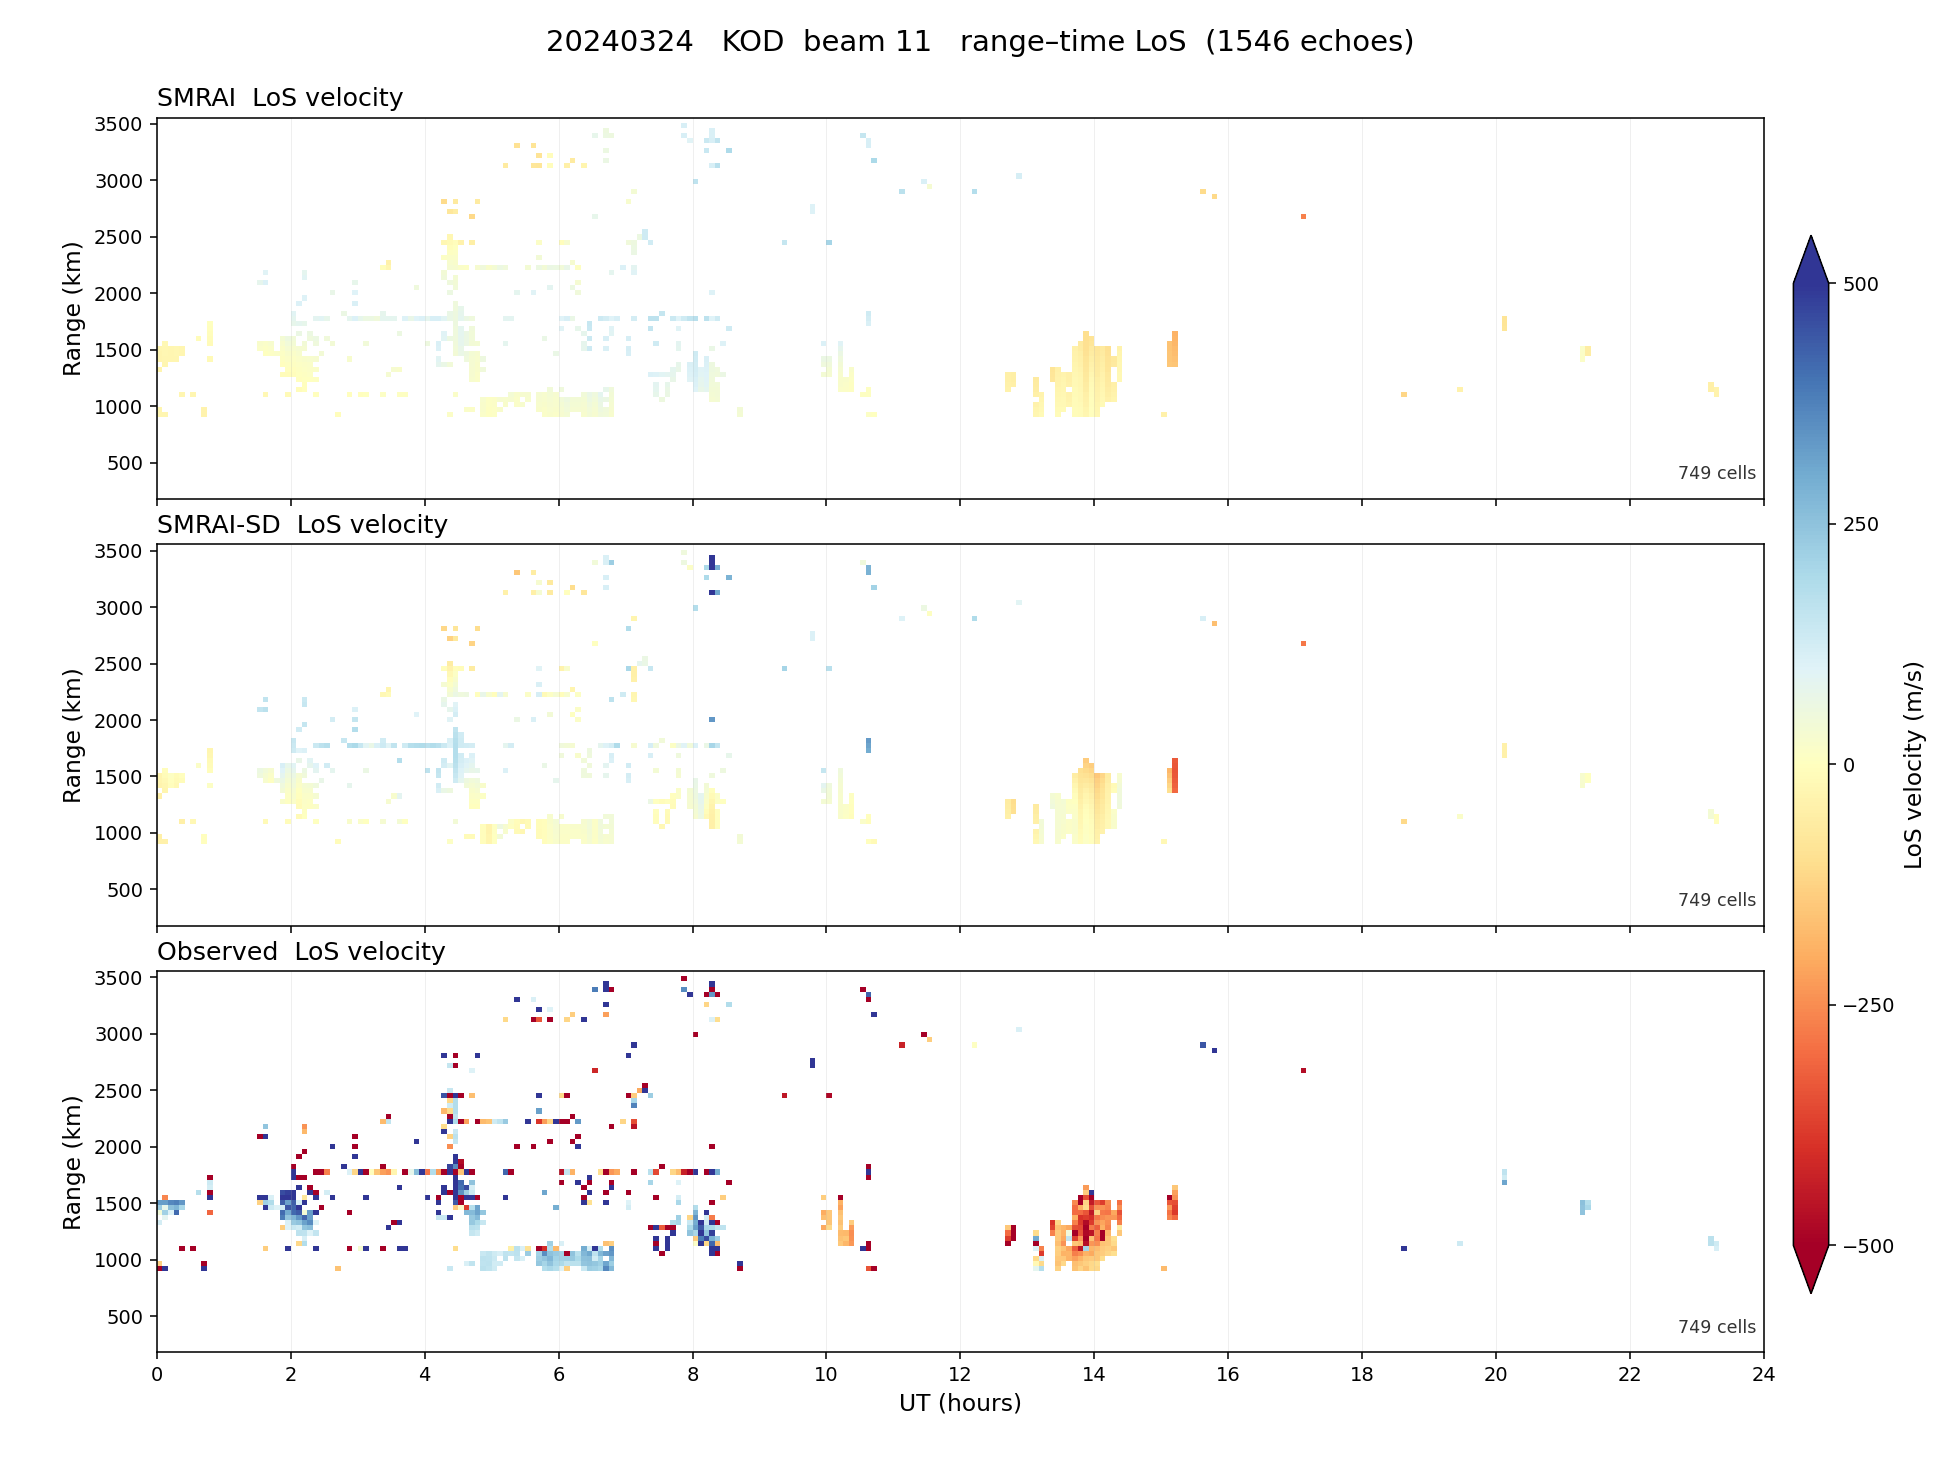 20240324   KOD  beam 11   range–time LoS  (1546 echoes)
SMRAI  LoS velocity
3500
3000
2500
2000
1500
1000
500
Range (km)
749 cells
SMRAI-SD  LoS velocity
3500
3000
2500
2000
1500
1000
500
Range (km)
749 cells
Observed  LoS velocity
3500
3000
2500
2000
1500
1000
500
Range (km)
749 cells
0 2 4 6 8 10 12 14 16 18 20 22 24
UT (hours)
500
250
0
−250
−500
LoS velocity (m/s)